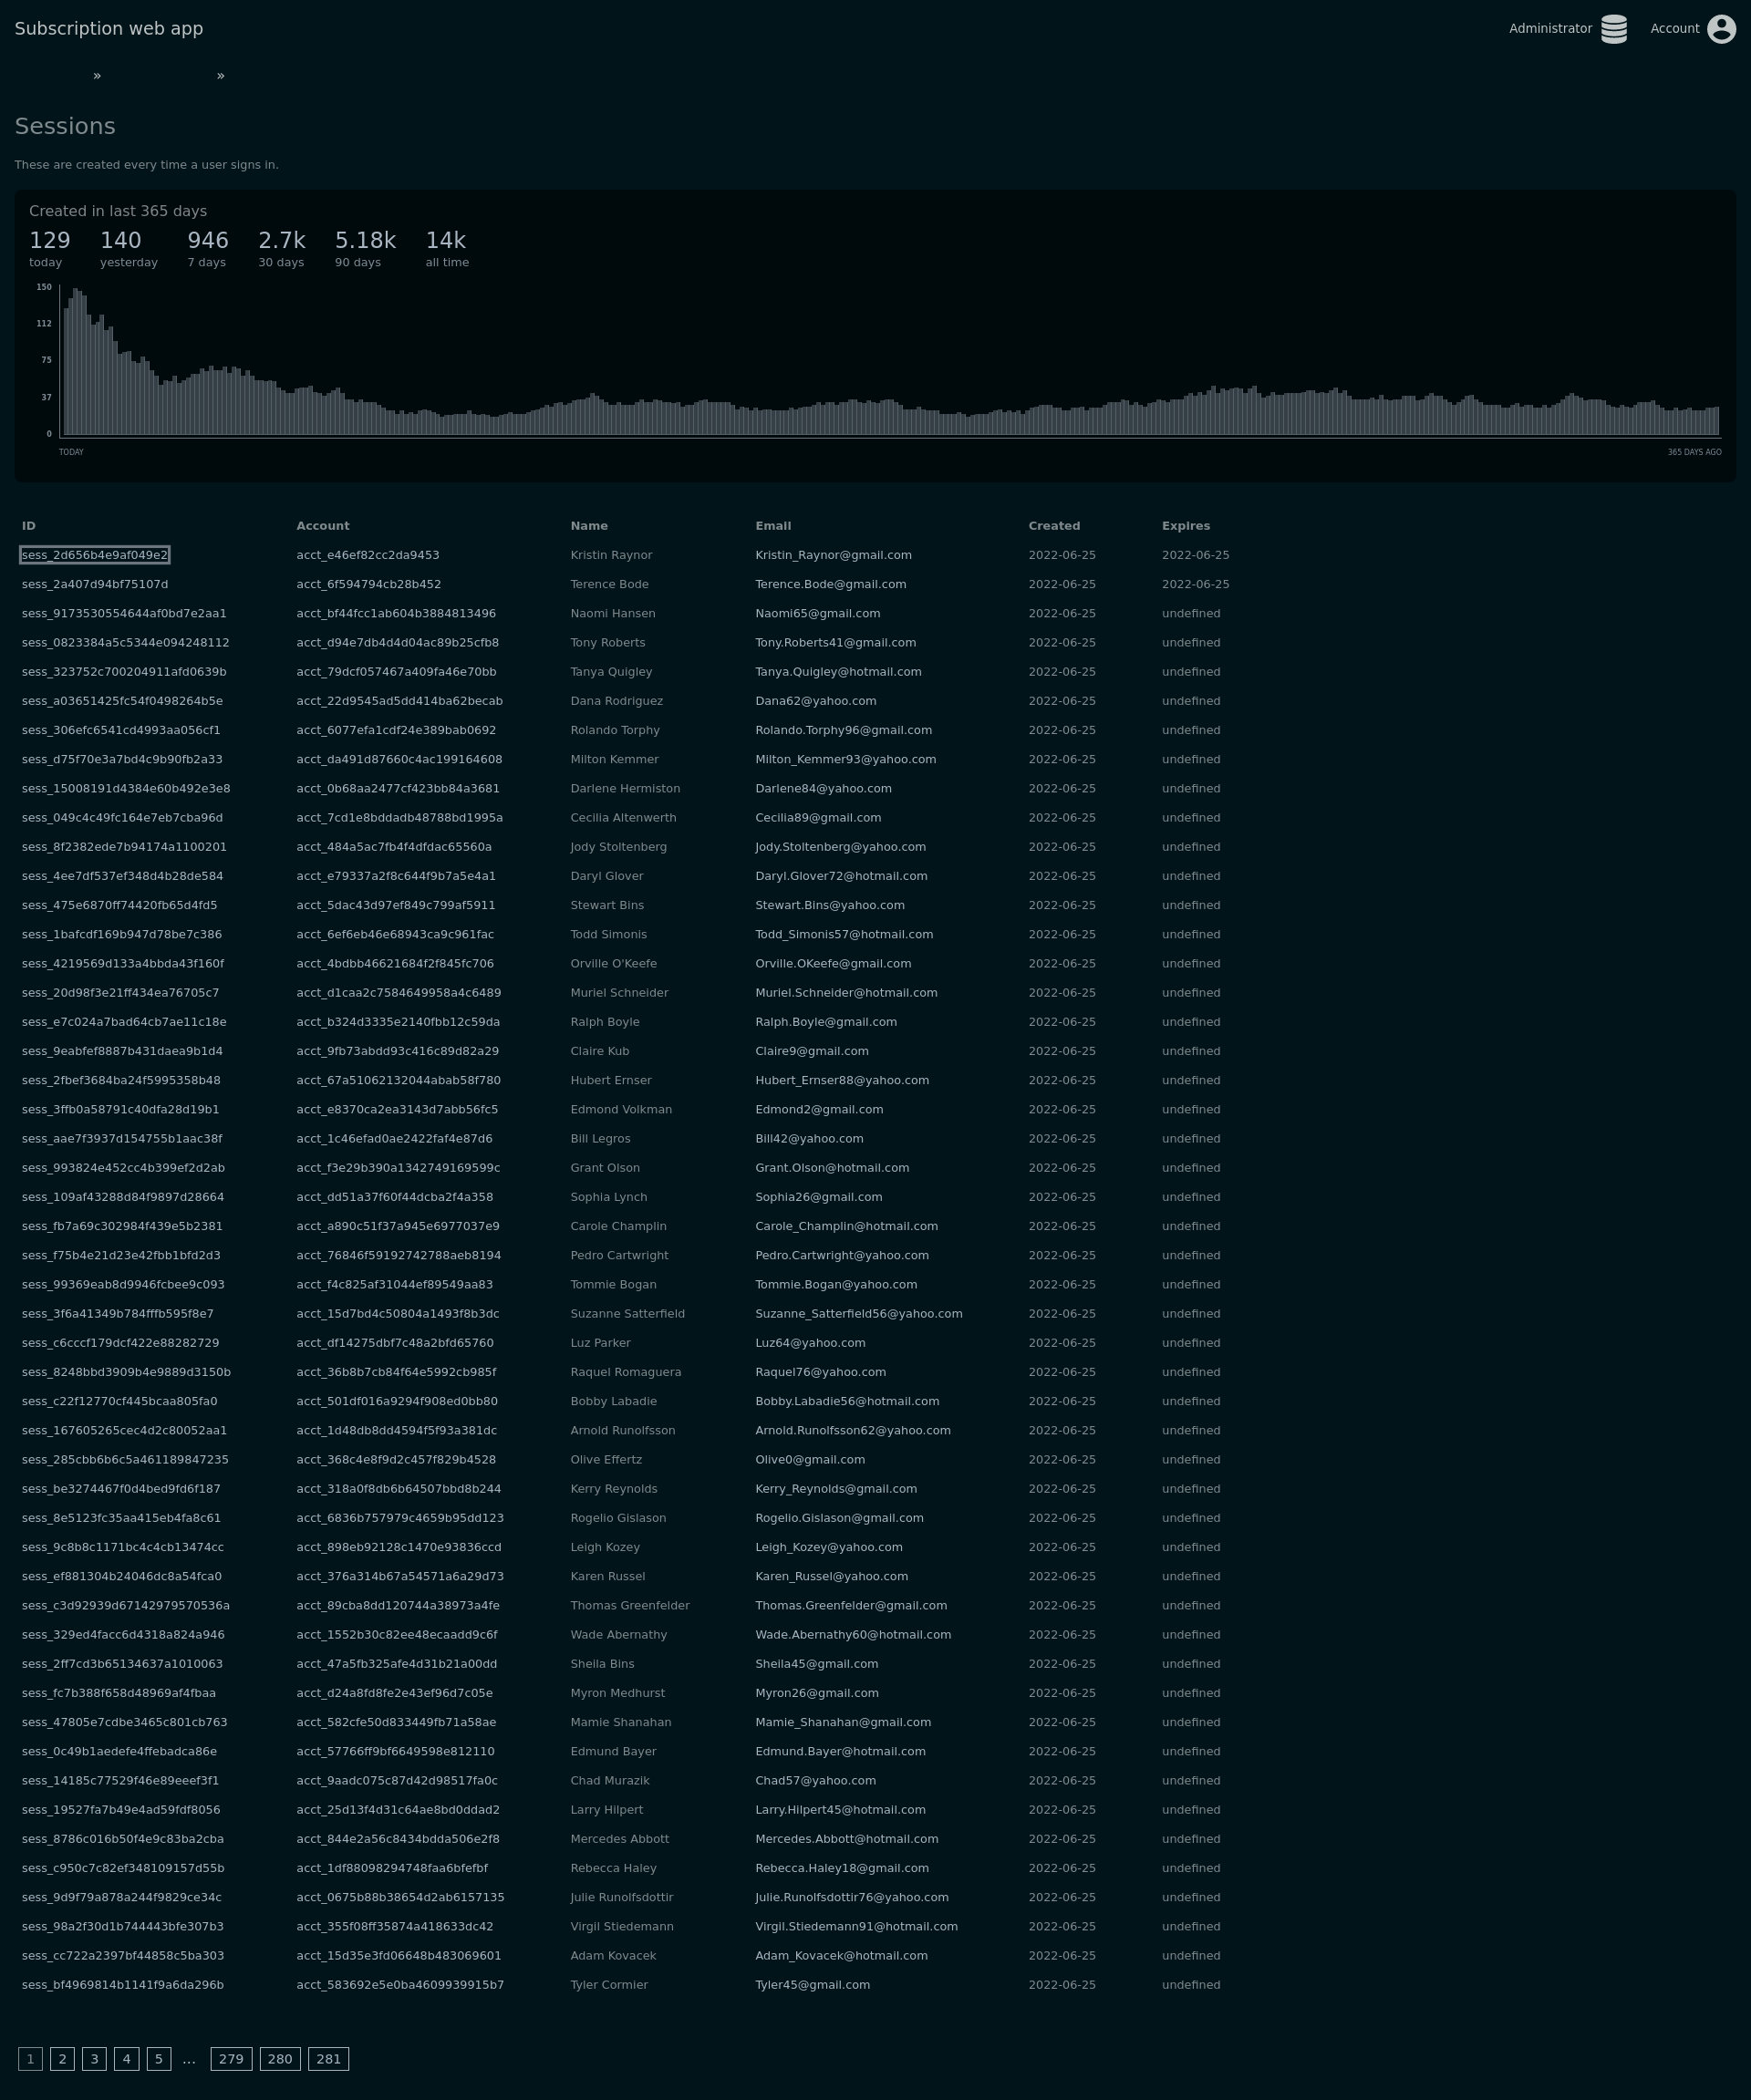 Subscription web app Administrator Account
» »
Sessions
These are created every time a user signs in.
Created in last 365 days
129 140 946 2.7k 5.18k 14k
today yesterday 7 days 30 days 90 days all time
150
112
75
37
0
TODAY 365 DAYS AGO
ID Account Name Email Created Expires
sess_2d656b4e9af049e2 acct_e46ef82cc2da9453 Kristin Raynor Kristin_Raynor@gmail.com 2022-06-25 2022-06-25
sess_2a407d94bf75107d acct_6f594794cb28b452 Terence Bode Terence.Bode@gmail.com 2022-06-25 2022-06-25
sess_9173530554644af0bd7e2aa1 acct_bf44fcc1ab604b3884813496 Naomi Hansen Naomi65@gmail.com 2022-06-25 undefined
sess_0823384a5c5344e094248112 acct_d94e7db4d4d04ac89b25cfb8 Tony Roberts Tony.Roberts41@gmail.com 2022-06-25 undefined
sess_323752c700204911afd0639b acct_79dcf057467a409fa46e70bb Tanya Quigley Tanya.Quigley@hotmail.com 2022-06-25 undefined
sess_a03651425fc54f0498264b5e acct_22d9545ad5dd414ba62becab Dana Rodriguez Dana62@yahoo.com 2022-06-25 undefined
sess_306efc6541cd4993aa056cf1 acct_6077efa1cdf24e389bab0692 Rolando Torphy Rolando.Torphy96@gmail.com 2022-06-25 undefined
sess_d75f70e3a7bd4c9b90fb2a33 acct_da491d87660c4ac199164608 Milton Kemmer Milton_Kemmer93@yahoo.com 2022-06-25 undefined
sess_15008191d4384e60b492e3e8 acct_0b68aa2477cf423bb84a3681 Darlene Hermiston Darlene84@yahoo.com 2022-06-25 undefined
sess_049c4c49fc164e7eb7cba96d acct_7cd1e8bddadb48788bd1995a Cecilia Altenwerth Cecilia89@gmail.com 2022-06-25 undefined
sess_8f2382ede7b94174a1100201 acct_484a5ac7fb4f4dfdac65560a Jody Stoltenberg Jody.Stoltenberg@yahoo.com 2022-06-25 undefined
sess_4ee7df537ef348d4b28de584 acct_e79337a2f8c644f9b7a5e4a1 Daryl Glover Daryl.Glover72@hotmail.com 2022-06-25 undefined
sess_475e6870ff74420fb65d4fd5 acct_5dac43d97ef849c799af5911 Stewart Bins Stewart.Bins@yahoo.com 2022-06-25 undefined
sess_1bafcdf169b947d78be7c386 acct_6ef6eb46e68943ca9c961fac Todd Simonis Todd_Simonis57@hotmail.com 2022-06-25 undefined
sess_4219569d133a4bbda43f160f acct_4bdbb46621684f2f845fc706 Orville O'Keefe Orville.OKeefe@gmail.com 2022-06-25 undefined
sess_20d98f3e21ff434ea76705c7 acct_d1caa2c7584649958a4c6489 Muriel Schneider Muriel.Schneider@hotmail.com 2022-06-25 undefined
sess_e7c024a7bad64cb7ae11c18e acct_b324d3335e2140fbb12c59da Ralph Boyle Ralph.Boyle@gmail.com 2022-06-25 undefined
sess_9eabfef8887b431daea9b1d4 acct_9fb73abdd93c416c89d82a29 Claire Kub Claire9@gmail.com 2022-06-25 undefined
sess_2fbef3684ba24f5995358b48 acct_67a51062132044abab58f780 Hubert Ernser Hubert_Ernser88@yahoo.com 2022-06-25 undefined
sess_3ffb0a58791c40dfa28d19b1 acct_e8370ca2ea3143d7abb56fc5 Edmond Volkman Edmond2@gmail.com 2022-06-25 undefined
sess_aae7f3937d154755b1aac38f acct_1c46efad0ae2422faf4e87d6 Bill Legros Bill42@yahoo.com 2022-06-25 undefined
sess_993824e452cc4b399ef2d2ab acct_f3e29b390a1342749169599c Grant Olson Grant.Olson@hotmail.com 2022-06-25 undefined
sess_109af43288d84f9897d28664 acct_dd51a37f60f44dcba2f4a358 Sophia Lynch Sophia26@gmail.com 2022-06-25 undefined
sess_fb7a69c302984f439e5b2381 acct_a890c51f37a945e6977037e9 Carole Champlin Carole_Champlin@hotmail.com 2022-06-25 undefined
sess_f75b4e21d23e42fbb1bfd2d3 acct_76846f59192742788aeb8194 Pedro Cartwright Pedro.Cartwright@yahoo.com 2022-06-25 undefined
sess_99369eab8d9946fcbee9c093 acct_f4c825af31044ef89549aa83 Tommie Bogan Tommie.Bogan@yahoo.com 2022-06-25 undefined
sess_3f6a41349b784fffb595f8e7 acct_15d7bd4c50804a1493f8b3dc Suzanne Satterfield Suzanne_Satterfield56@yahoo.com 2022-06-25 undefined
sess_c6cccf179dcf422e88282729 acct_df14275dbf7c48a2bfd65760 Luz Parker Luz64@yahoo.com 2022-06-25 undefined
sess_8248bbd3909b4e9889d3150b acct_36b8b7cb84f64e5992cb985f Raquel Romaguera Raquel76@yahoo.com 2022-06-25 undefined
sess_c22f12770cf445bcaa805fa0 acct_501df016a9294f908ed0bb80 Bobby Labadie Bobby.Labadie56@hotmail.com 2022-06-25 undefined
sess_167605265cec4d2c80052aa1 acct_1d48db8dd4594f5f93a381dc Arnold Runolfsson Arnold.Runolfsson62@yahoo.com 2022-06-25 undefined
sess_285cbb6b6c5a461189847235 acct_368c4e8f9d2c457f829b4528 Olive Effertz Olive0@gmail.com 2022-06-25 undefined
sess_be3274467f0d4bed9fd6f187 acct_318a0f8db6b64507bbd8b244 Kerry Reynolds Kerry_Reynolds@gmail.com 2022-06-25 undefined
sess_8e5123fc35aa415eb4fa8c61 acct_6836b757979c4659b95dd123 Rogelio Gislason Rogelio.Gislason@gmail.com 2022-06-25 undefined
sess_9c8b8c1171bc4c4cb13474cc acct_898eb92128c1470e93836ccd Leigh Kozey Leigh_Kozey@yahoo.com 2022-06-25 undefined
sess_ef881304b24046dc8a54fca0 acct_376a314b67a54571a6a29d73 Karen Russel Karen_Russel@yahoo.com 2022-06-25 undefined
sess_c3d92939d67142979570536a acct_89cba8dd120744a38973a4fe Thomas Greenfelder Thomas.Greenfelder@gmail.com 2022-06-25 undefined
sess_329ed4facc6d4318a824a946 acct_1552b30c82ee48ecaadd9c6f Wade Abernathy Wade.Abernathy60@hotmail.com 2022-06-25 undefined
sess_2ff7cd3b65134637a1010063 acct_47a5fb325afe4d31b21a00dd Sheila Bins Sheila45@gmail.com 2022-06-25 undefined
sess_fc7b388f658d48969af4fbaa acct_d24a8fd8fe2e43ef96d7c05e Myron Medhurst Myron26@gmail.com 2022-06-25 undefined
sess_47805e7cdbe3465c801cb763 acct_582cfe50d833449fb71a58ae Mamie Shanahan Mamie_Shanahan@gmail.com 2022-06-25 undefined
sess_0c49b1aedefe4ffebadca86e acct_57766ff9bf6649598e812110 Edmund Bayer Edmund.Bayer@hotmail.com 2022-06-25 undefined
sess_14185c77529f46e89eeef3f1 acct_9aadc075c87d42d98517fa0c Chad Murazik Chad57@yahoo.com 2022-06-25 undefined
sess_19527fa7b49e4ad59fdf8056 acct_25d13f4d31c64ae8bd0ddad2 Larry Hilpert Larry.Hilpert45@hotmail.com 2022-06-25 undefined
sess_8786c016b50f4e9c83ba2cba acct_844e2a56c8434bdda506e2f8 Mercedes Abbott Mercedes.Abbott@hotmail.com 2022-06-25 undefined
sess_c950c7c82ef348109157d55b acct_1df88098294748faa6bfefbf Rebecca Haley Rebecca.Haley18@gmail.com 2022-06-25 undefined
sess_9d9f79a878a244f9829ce34c acct_0675b88b38654d2ab6157135 Julie Runolfsdottir Julie.Runolfsdottir76@yahoo.com 2022-06-25 undefined
sess_98a2f30d1b744443bfe307b3 acct_355f08ff35874a418633dc42 Virgil Stiedemann Virgil.Stiedemann91@hotmail.com 2022-06-25 undefined
sess_cc722a2397bf44858c5ba303 acct_15d35e3fd06648b483069601 Adam Kovacek Adam_Kovacek@hotmail.com 2022-06-25 undefined
sess_bf4969814b1141f9a6da296b acct_583692e5e0ba4609939915b7 Tyler Cormier Tyler45@gmail.com 2022-06-25 undefined
1 2 3 4 5 … 279 280 281